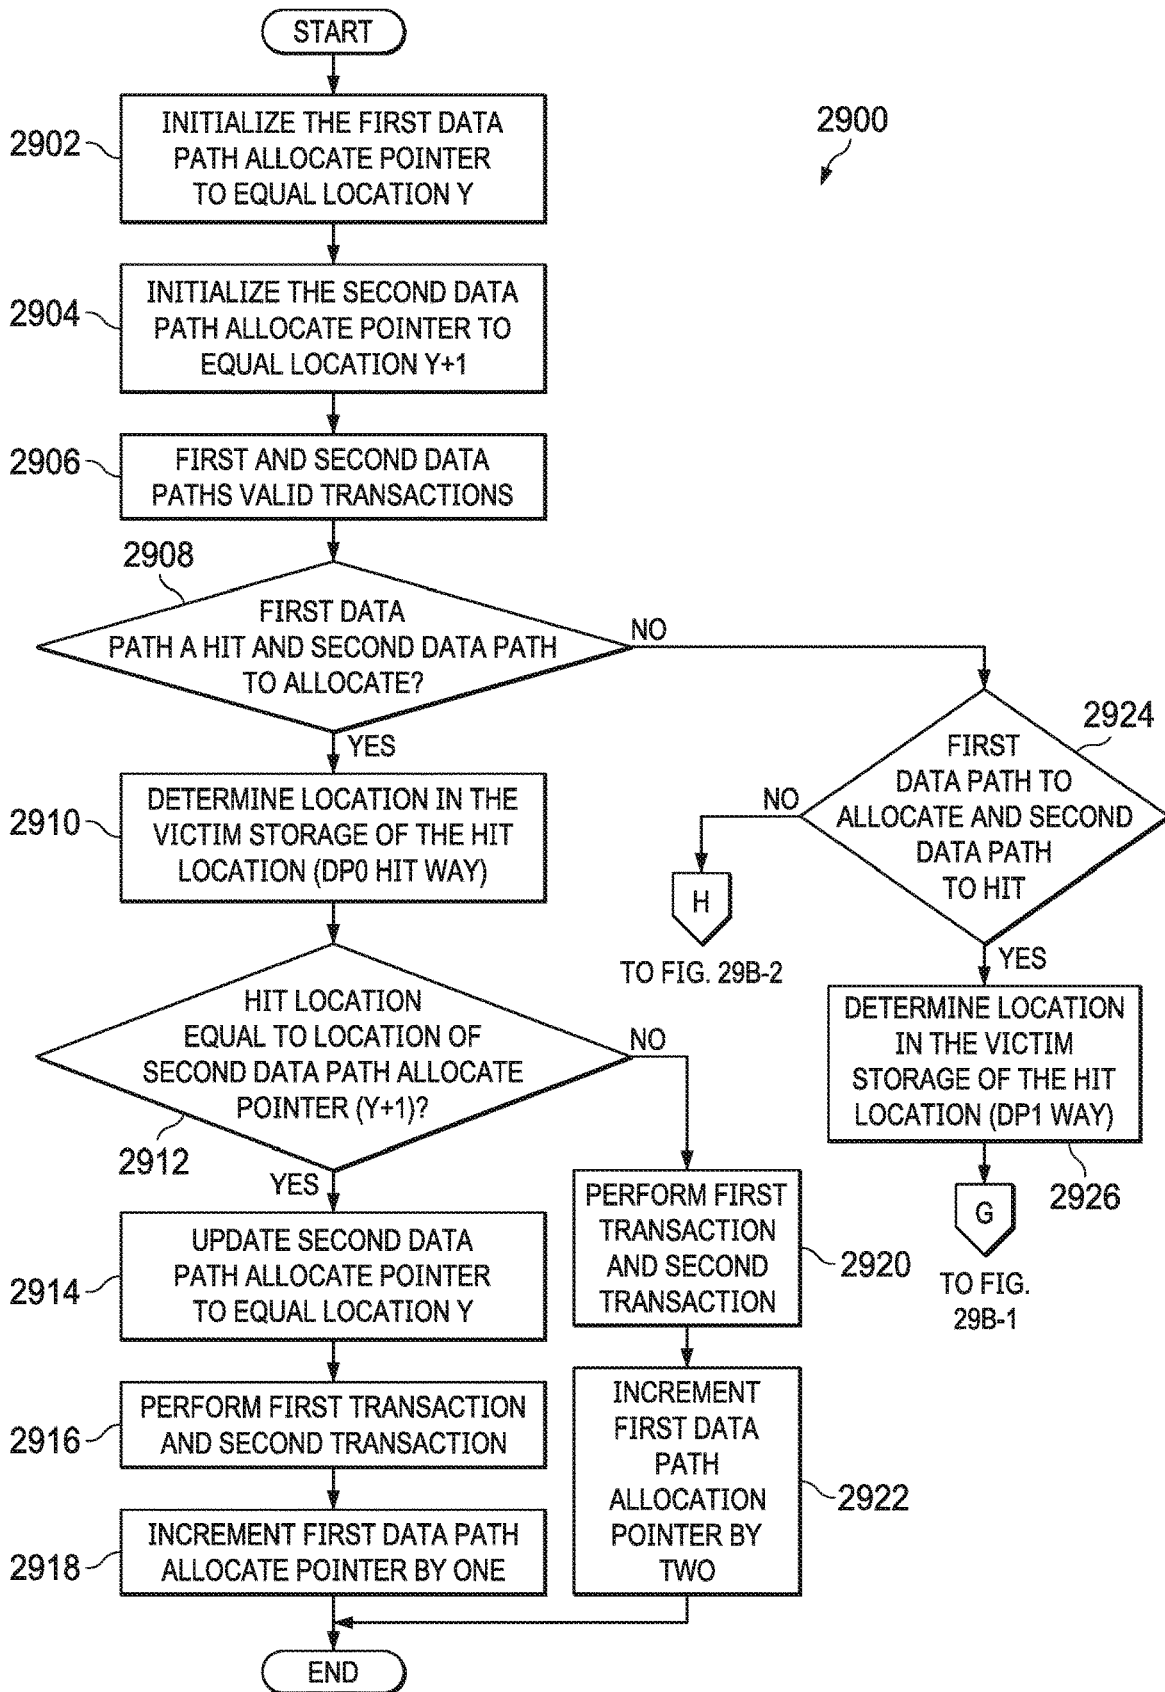 START
2902
INITIALIZE THE FIRST DATA
PATH ALLOCATE POINTER
TO EQUAL LOCATION Y
2900
2904
INITIALIZE THE SECOND DATA
PATH ALLOCATE POINTER TO
EQUAL LOCATION Y+1
2906
FIRST AND SECOND DATA
PATHS VALID TRANSACTIONS
2908
FIRST DATA
PATH A HIT AND SECOND DATA PATH
TO ALLOCATE?
NO
YES
2910
DETERMINE LOCATION IN THE
VICTIM STORAGE OF THE HIT
LOCATION (DP0 HIT WAY)
2912
HIT LOCATION
EQUAL TO LOCATION OF
SECOND DATA PATH ALLOCATE
POINTER (Y+1)?
NO
YES
2914
UPDATE SECOND DATA
PATH ALLOCATE POINTER
TO EQUAL LOCATION Y
2916
PERFORM FIRST TRANSACTION
AND SECOND TRANSACTION
2918
INCREMENT FIRST DATA PATH
ALLOCATE POINTER BY ONE
PERFORM FIRST
TRANSACTION
AND SECOND
TRANSACTION
2920
INCREMENT
FIRST DATA
PATH
ALLOCATION
POINTER BY
TWO
2922
END
2924
FIRST
DATA PATH TO
ALLOCATE AND SECOND
DATA PATH
TO HIT
NO
H
TO FIG. 29B-2
YES
DETERMINE LOCATION
IN THE VICTIM
STORAGE OF THE HIT
LOCATION (DP1 WAY)
2926
G
TO FIG.
29B-1